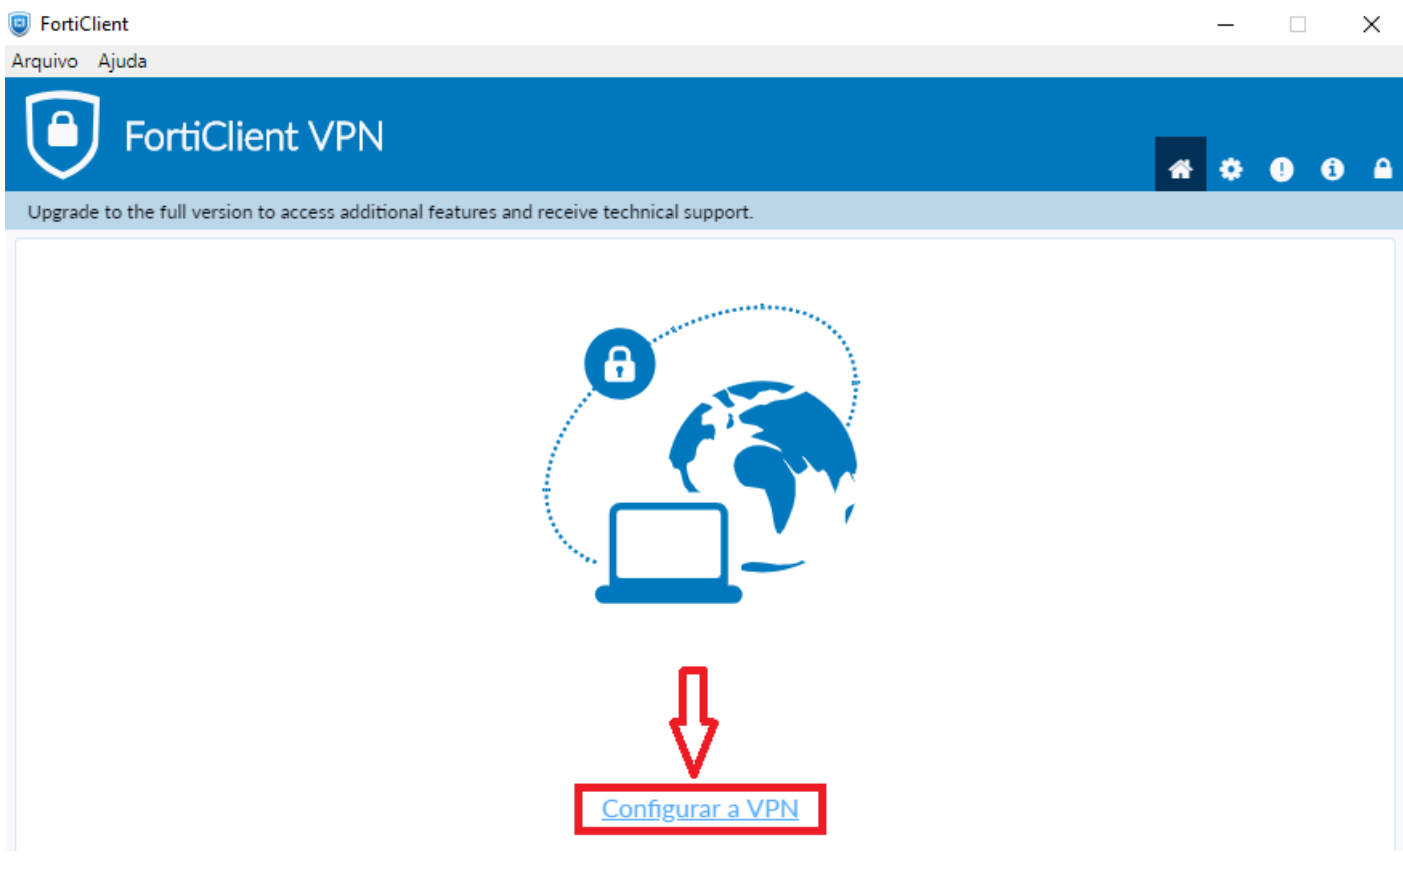 FortiClient
Arquivo Ajuda
FortiClient VPN
Upgrade to the full version to access additional features and receive technical support.
Configurar a VPN